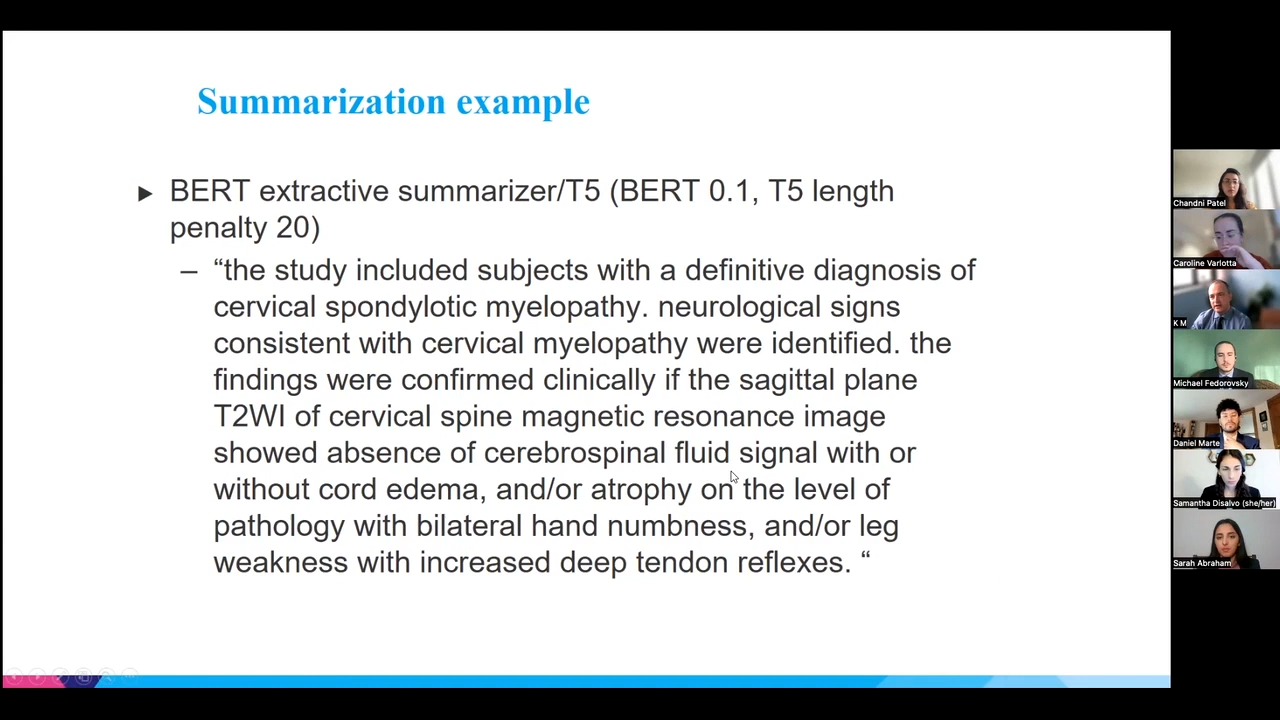 Summarization example
BERT extractive summarizer/T5 (BERT 0.1, T5 length
penalty 20)
– “the study included subjects with a definitive diagnosis of
cervical spondylotic myelopathy. neurological signs
consistent with cervical myelopathy were identified. the
findings were confirmed clinically if the sagittal plane
T2WI of cervical spine magnetic resonance image
showed absence of cerebrospinal fluid signal with or
without cord edema, and/or atrophy on the level of
pathology with bilateral hand numbness, and/or leg
weakness with increased deep tendon reflexes. “
Chandni Patel
Caroline Varlotta
K M
Michael Fedorovsky
Daniel Marte
Samantha Disalvo (she/her)
Sarah Abraham